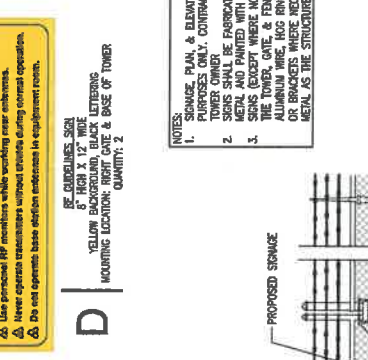 Use personal RF monitors while working near antennas.
Never operate transmitters without shields during normal operation.
Do not operate base station antennas in equipment room.
D
RF GUIDELINES SIGN
8" HIGH X 12" WIDE
YELLOW BACKGROUND, BLACK LETTERING
MOUNTING LOCATION: RIGHT GATE & BASE OF TOWER
QUANTITY: 2
NOTES:
1. SIGNAGE, PLAN, & ELEVAT
PURPOSES ONLY. CONTRAC
TOWER OWNER
2. SIGNS SHALL BE FABRICAT
METAL AND PAINTED WITH
3. SIGNS (EXCEPT WHERE NO
THE TOWER, GATE, & FENC
ALUMINUM WIRE, HOG RIN
OR BRACKETS WHERE NEC
METAL AS THE STRUCTURE
PROPOSED SIGNAGE